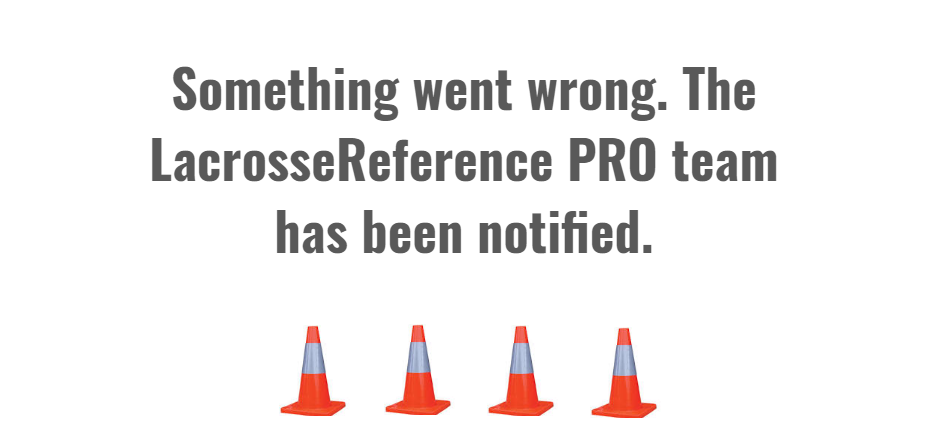 Something went wrong. The
LacrosseReference PRO team
has been notified.